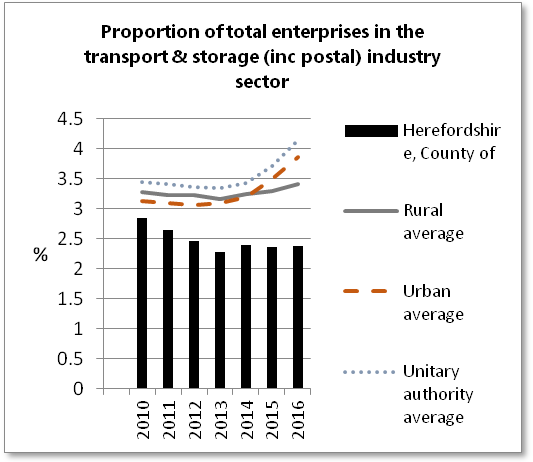 Proportion of total enterprises in the
transport & storage (inc postal) industry
sector
4.5
4
3.5
3
2.5
2
1.5
1
0.5
0
%
2010
2011
2012
2013
2014
2015
2016
Herefordshir
e, County of
Rural
average
Urban
average
Unitary
authority
average